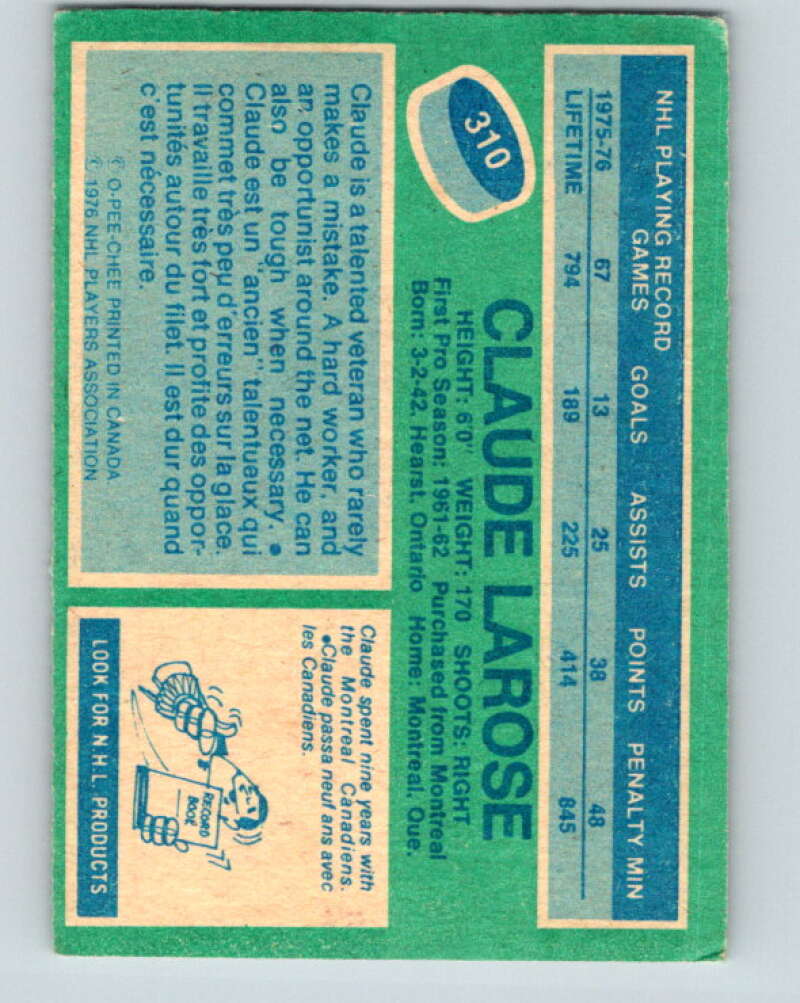 NHL PLAYING RECORD
GAMES GOALS ASSISTS POINTS PENALTY MIN
1975-76 67 13 25 38 48
LIFETIME 794 189 225 414 845
310
CLAUDE LAROSE
HEIGHT: 6'0" WEIGHT: 170 SHOOTS: RIGHT
First Pro Season: 1961-62 Purchased from Montreal
Born: 3-2-42, Hearst, Ontario Home: Montreal, Que.
Claude is a talented veteran who rarely
makes a mistake. A hard worker, and
an opportunist around the net. He can
also be tough when necessary. •
Claude est un "ancien" talentueux qui
commet très peu d'erreurs sur la glace.
Il travaille très fort et profite des oppor-
tunités autour du filet. Il est dur quand
c'est nécessaire.
© O-PEE-CHEE PRINTED IN CANADA
© 1976 NHL PLAYERS ASSOCIATION
Claude spent nine years with
the Montreal Canadiens.
•Claude passa neuf ans avec
les Canadiens.
RECORD
BOOK
LOOK FOR N.H.L. PRODUCTS